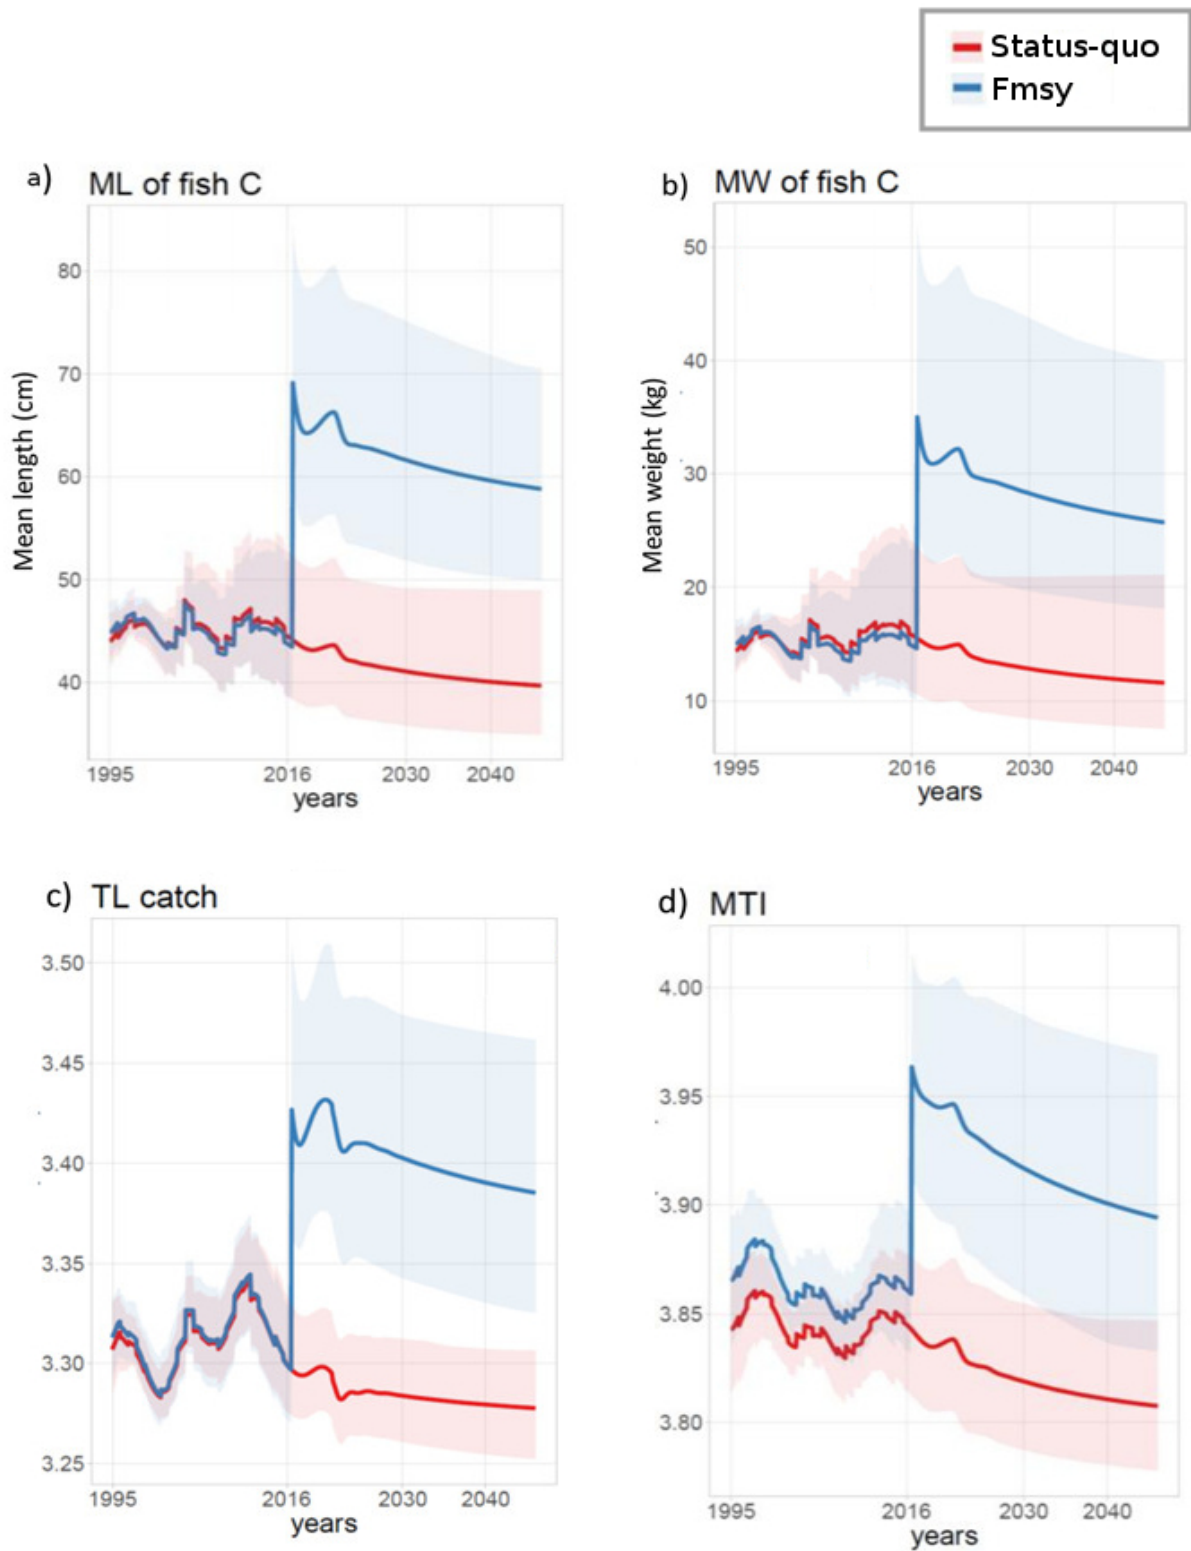 Status-quo
Fmsy
a) ML of fish C
b) MW of fish C
Mean length (cm)
80
70
60
50
40
1995 2016 2030 2040
years
Mean weight (kg)
50
40
30
20
10
1995 2016 2030 2040
years
c) TL catch
d) MTI
3.50
3.45
3.40
3.35
3.30
3.25
1995 2016 2030 2040
years
4.00
3.95
3.90
3.85
3.80
1995 2016 2030 2040
years